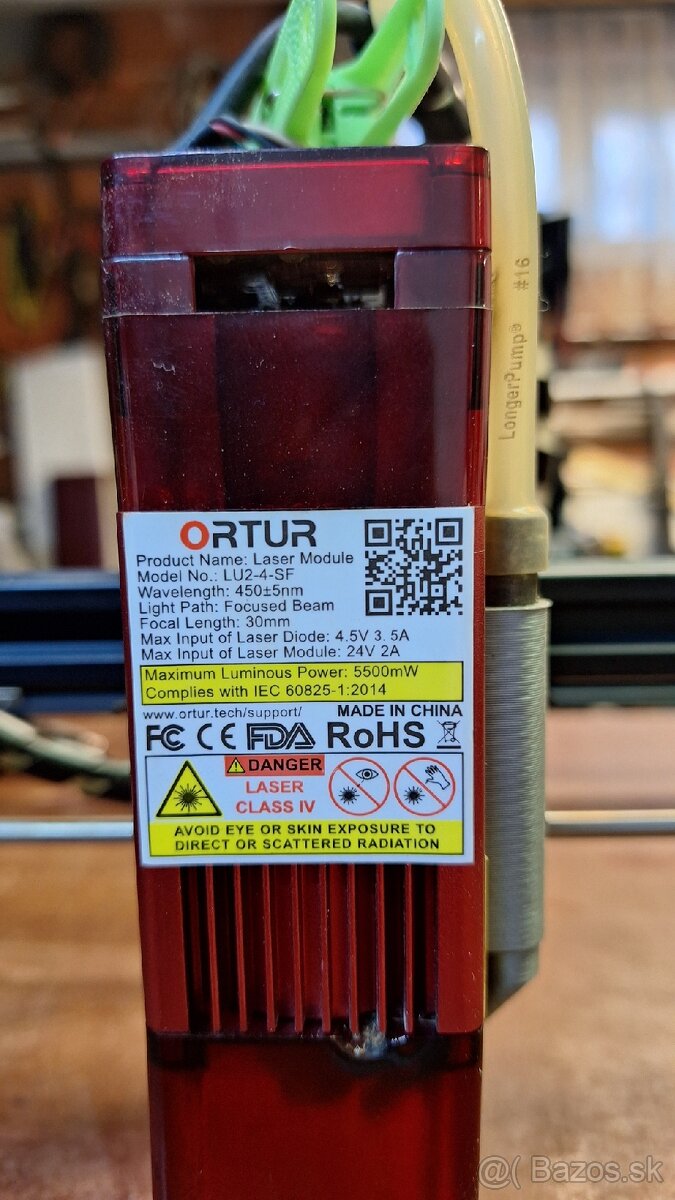 LongerPump® #16
ORTUR
Product Name: Laser Module
Model No.: LU2-4-SF
Wavelength: 450±5nm
Light Path: Focused Beam
Focal Length: 30mm
Max Input of Laser Diode: 4.5V 3. 5A
Max Input of Laser Module: 24V 2A
Maximum Luminous Power: 5500mW
Complies with IEC 60825-1:2014
www.ortur.tech/support/ MADE IN CHINA
FC CE FDA RoHS
DANGER
LASER
CLASS IV
AVOID EYE OR SKIN EXPOSURE TO
DIRECT OR SCATTERED RADIATION
@( Bazos.sk